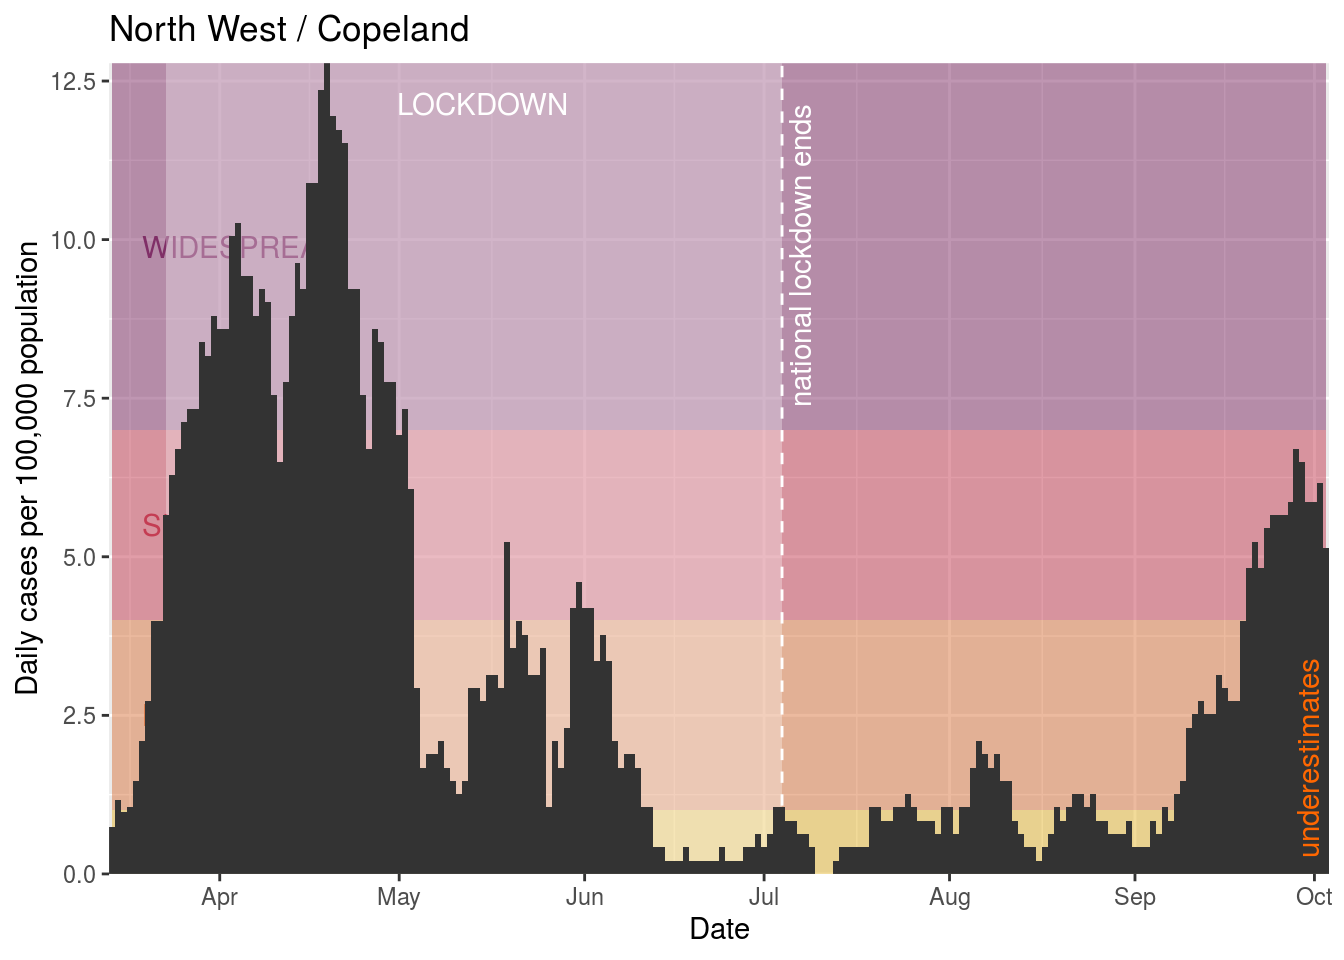 North West / Copeland
Daily cases per 100,000 population
12.5
10.0
7.5
5.0
2.5
0.0
LOCKDOWN
national lockdown ends
underestimates
Apr
May
Jun
Jul
Aug
Sep
Oct
Date